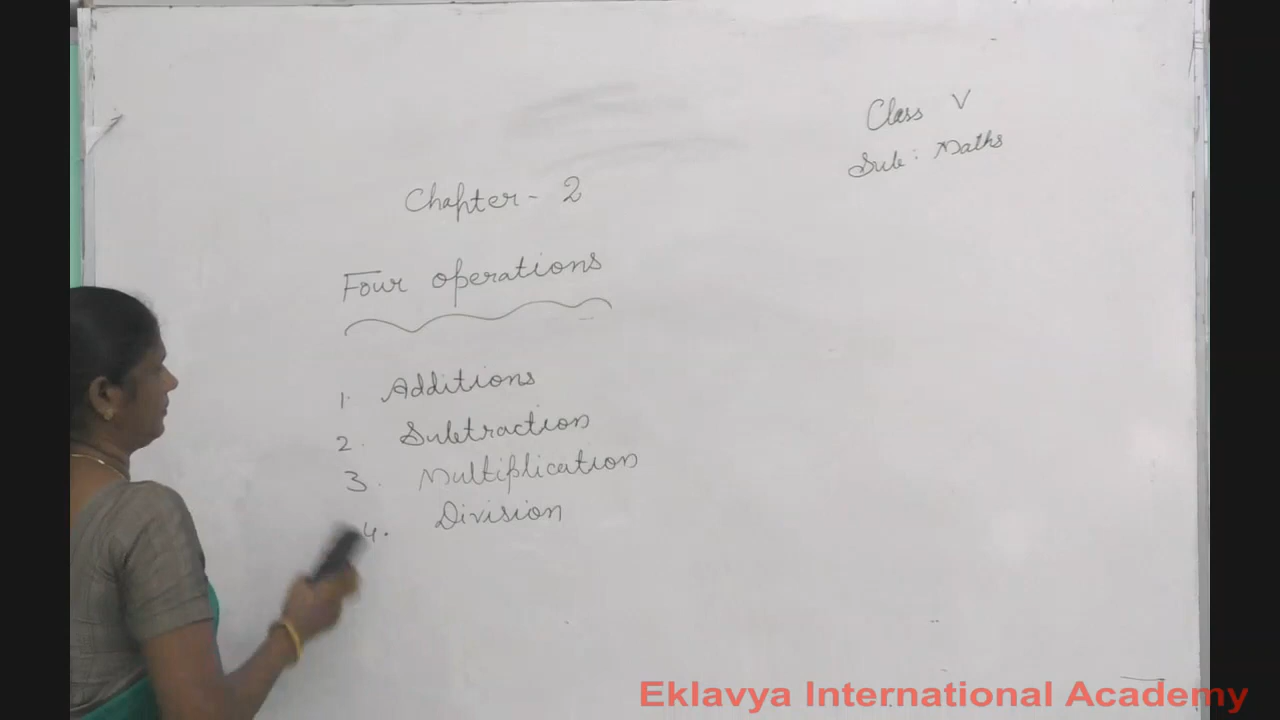 Class V
Sub: Maths
Chapter - 2
Four operations
1. Additions
2. Subtraction
3. Multiplication
4. Division
Eklavya International Academy